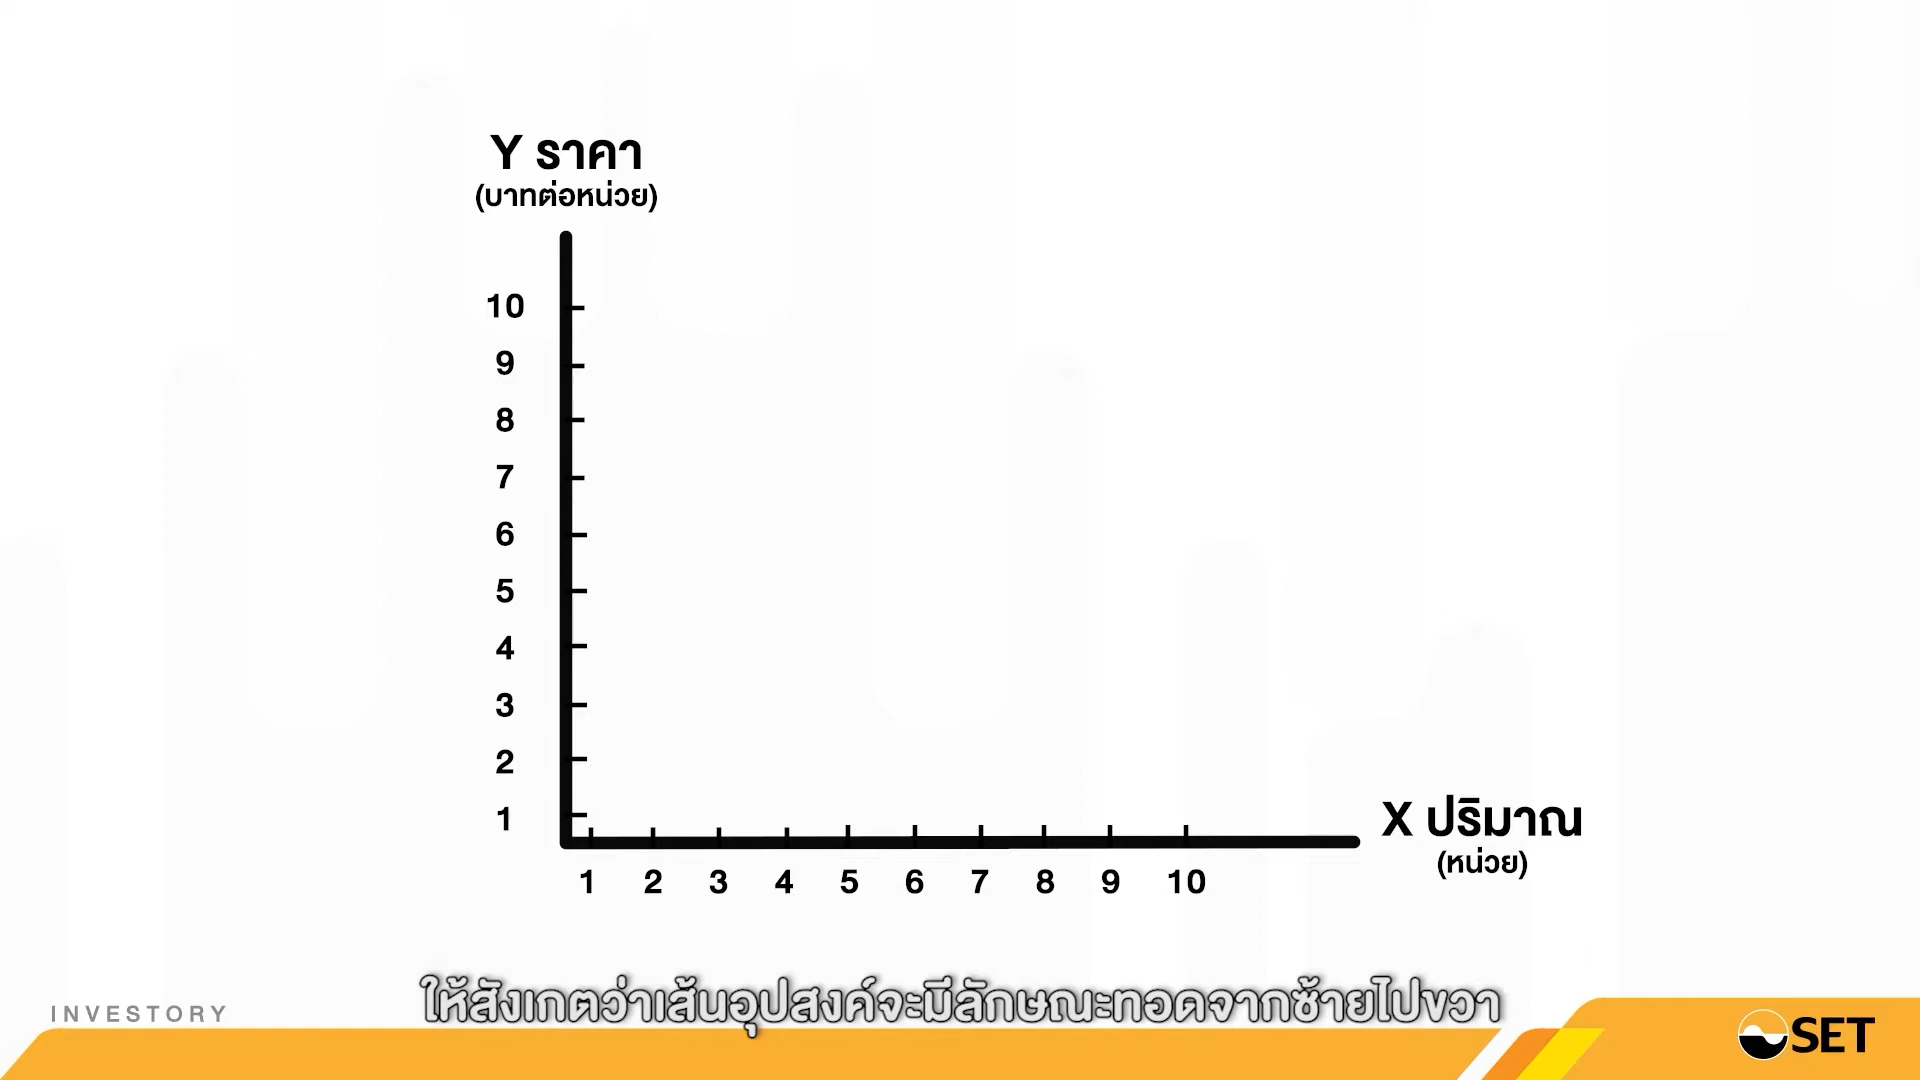 Y ราคา
(บาทต่อหน่วย)
10
9
8
7
6
5
4
3
2
1
1 2 3 4 5 6 7 8 9 10
X ปริมาณ
(หน่วย)
ให้สังเกตว่าเส้นอุปสงค์จะมีลักษณะทอดจากซ้ายไปขวา
INVESTORY
SET